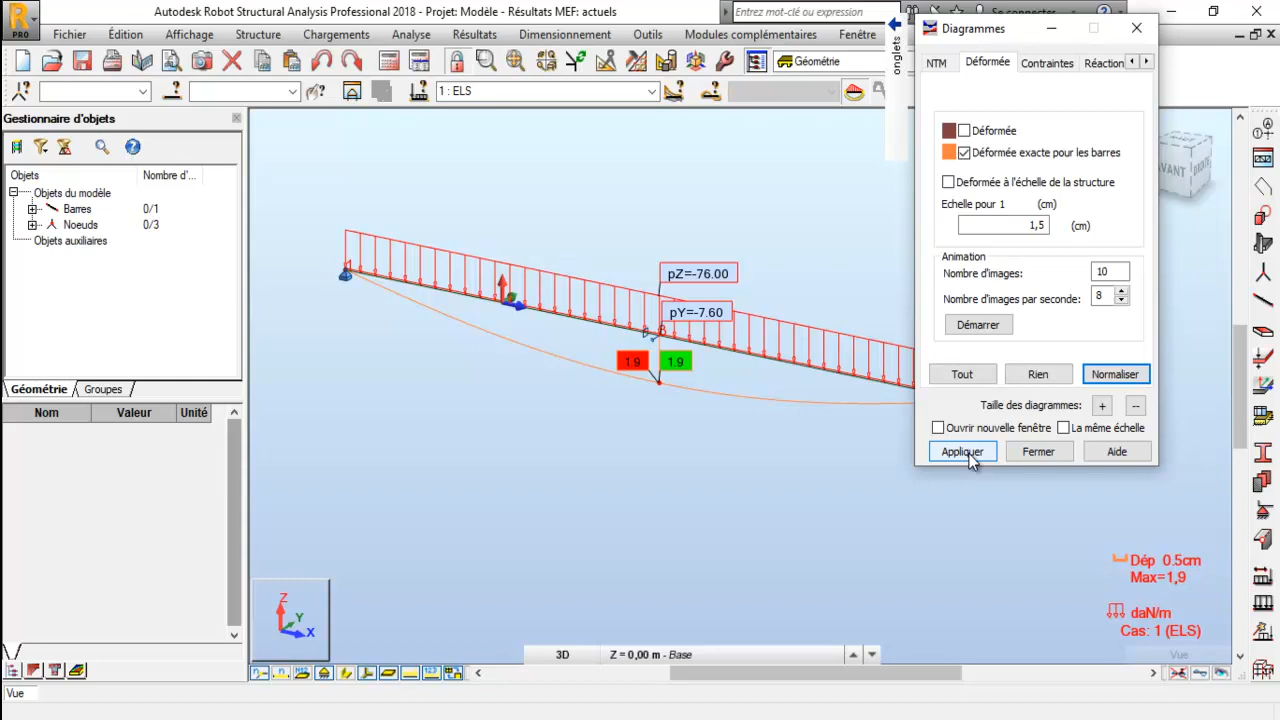 Autodesk Robot Structural Analysis Professional 2018 - Projet: Modèle - Résultats MEF: actuels
Entrez mot-clé ou expression
Se connecter
PRO
Fichier Édition Affichage Structure Chargements Analyse Résultats Dimensionnement Outils Modules complémentaires Fenêtre
Géométrie
1 : ELS
Gestionnaire d'objets
Objets Nombre d'...
Objets du modèle
Barres 0/1
Noeuds 0/3
Objets auxiliaires
Géométrie Groupes
Nom Valeur Unité
Vue
onglets
pZ=-76.00
pY=-7.60
1.9 1.9
Z
Y
X
3D Z = 0,00 m - Base
Diagrammes
NTM Déformée Contraintes Réaction
Déformée
Déformée exacte pour les barres
Deformée à l'échelle de la structure
Echelle pour 1 (cm)
1,5 (cm)
Animation
Nombre d'images: 10
Nombre d'images par seconde: 8
Démarrer
Tout Rien Normaliser
Taille des diagrammes: + --
Ouvrir nouvelle fenêtre La même échelle
Appliquer Fermer Aide
AVANT
DROITE
Dép 0.5cm
Max=1,9
daN/m
Cas: 1 (ELS)
Vue